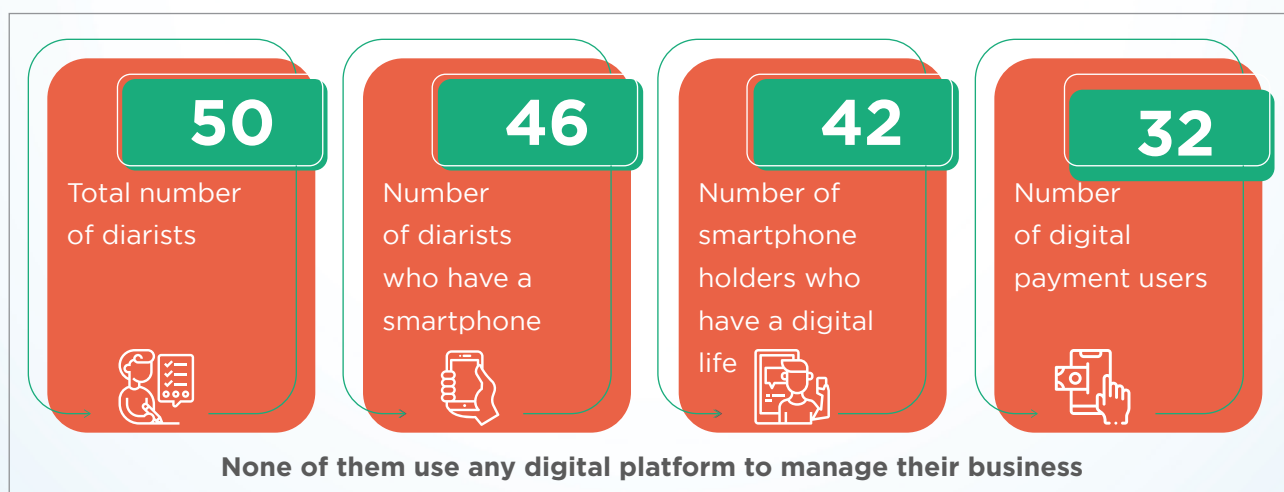 50
Total number
of diarists
46
Number
of diarists
who have a
smartphone
42
Number of
smartphone
holders who
have a digital
life
32
Number
of digital
payment users
None of them use any digital platform to manage their business